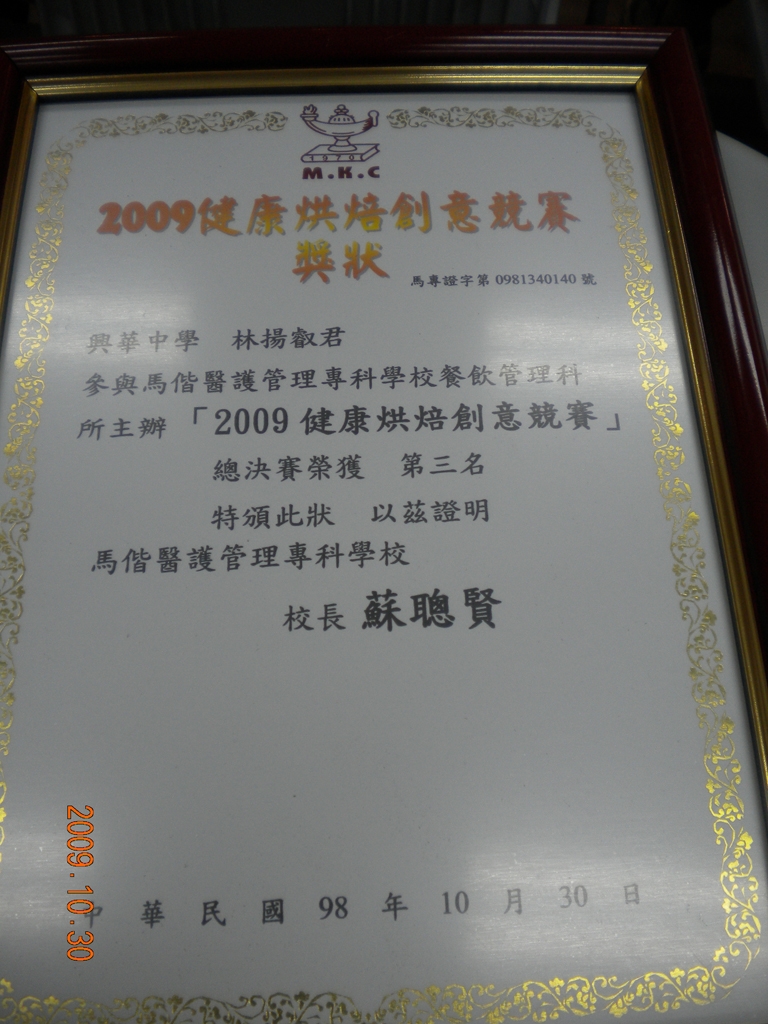 1970
M.K.C
2009健康烘焙創意競賽
獎狀
馬專證字第 0981340140 號
興華中學 林揚叡君
參與馬偕醫護管理專科學校餐飲管理科
所主辦「2009 健康烘焙創意競賽」
總決賽榮獲 第三名
特頒此狀 以茲證明
馬偕醫護管理專科學校
校長 蘇聰賢
中華民國 98 年 10 月 30 日
2009.10.30